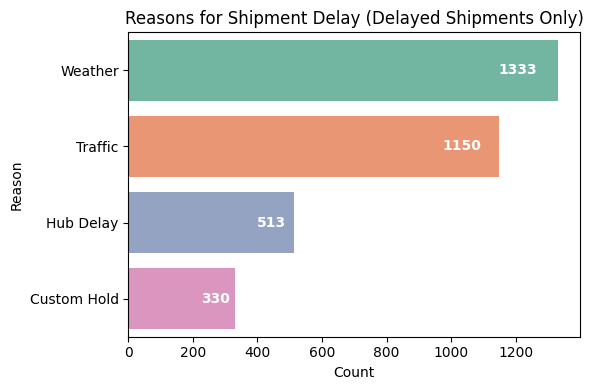 Reasons for Shipment Delay (Delayed Shipments Only)
Weather
1333
Traffic
1150
Hub Delay
513
Custom Hold
330
Reason
0 200 400 600 800 1000 1200
Count